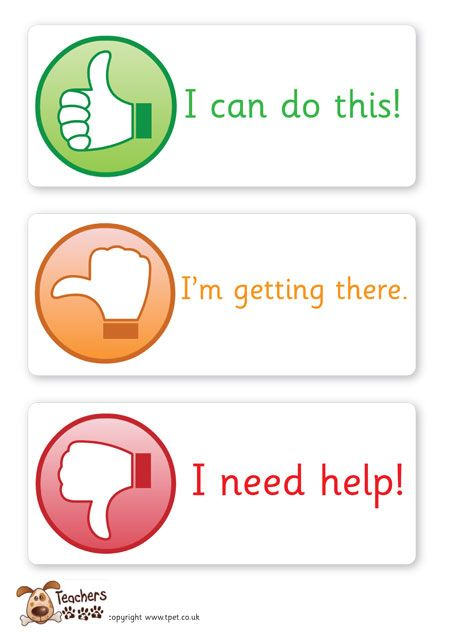 I can do this!
I'm getting there.
I need help!
Teachers
copyright www.tpet.co.uk